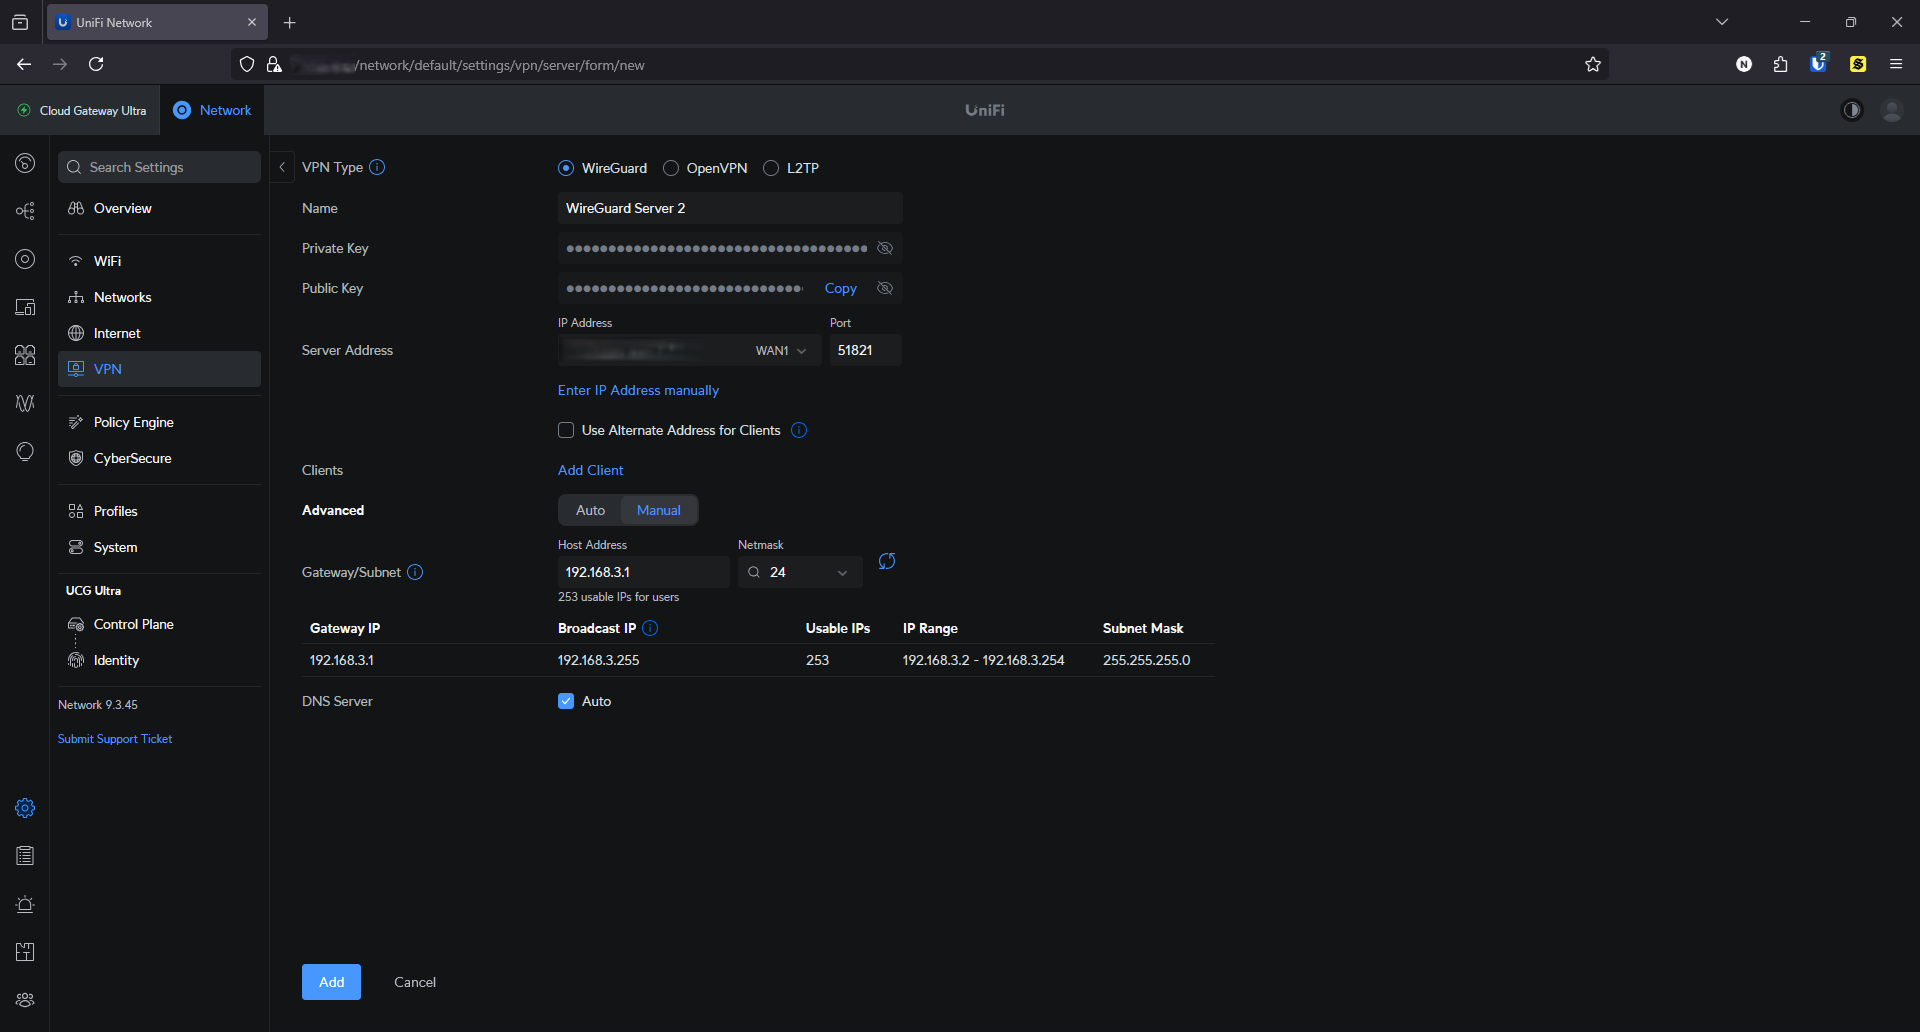 UniFi Network
/network/default/settings/vpn/server/form/new
N
2
Cloud Gateway Ultra
Network
UniFi
Search Settings
Overview
WiFi
Networks
Internet
VPN
Policy Engine
CyberSecure
Profiles
System
UCG Ultra
Control Plane
Identity
Network 9.3.45
Submit Support Ticket
VPN Type
WireGuard OpenVPN L2TP
Name
WireGuard Server 2
Private Key
Public Key
Copy
IP Address Port
Server Address
WAN1
51821
Enter IP Address manually
Use Alternate Address for Clients
Clients
Add Client
Advanced
Auto Manual
Host Address Netmask
Gateway/Subnet
192.168.3.1
24
253 usable IPs for users
Gateway IP Broadcast IP Usable IPs IP Range Subnet Mask
192.168.3.1 192.168.3.255 253 192.168.3.2 - 192.168.3.254 255.255.255.0
DNS Server
Auto
Add Cancel